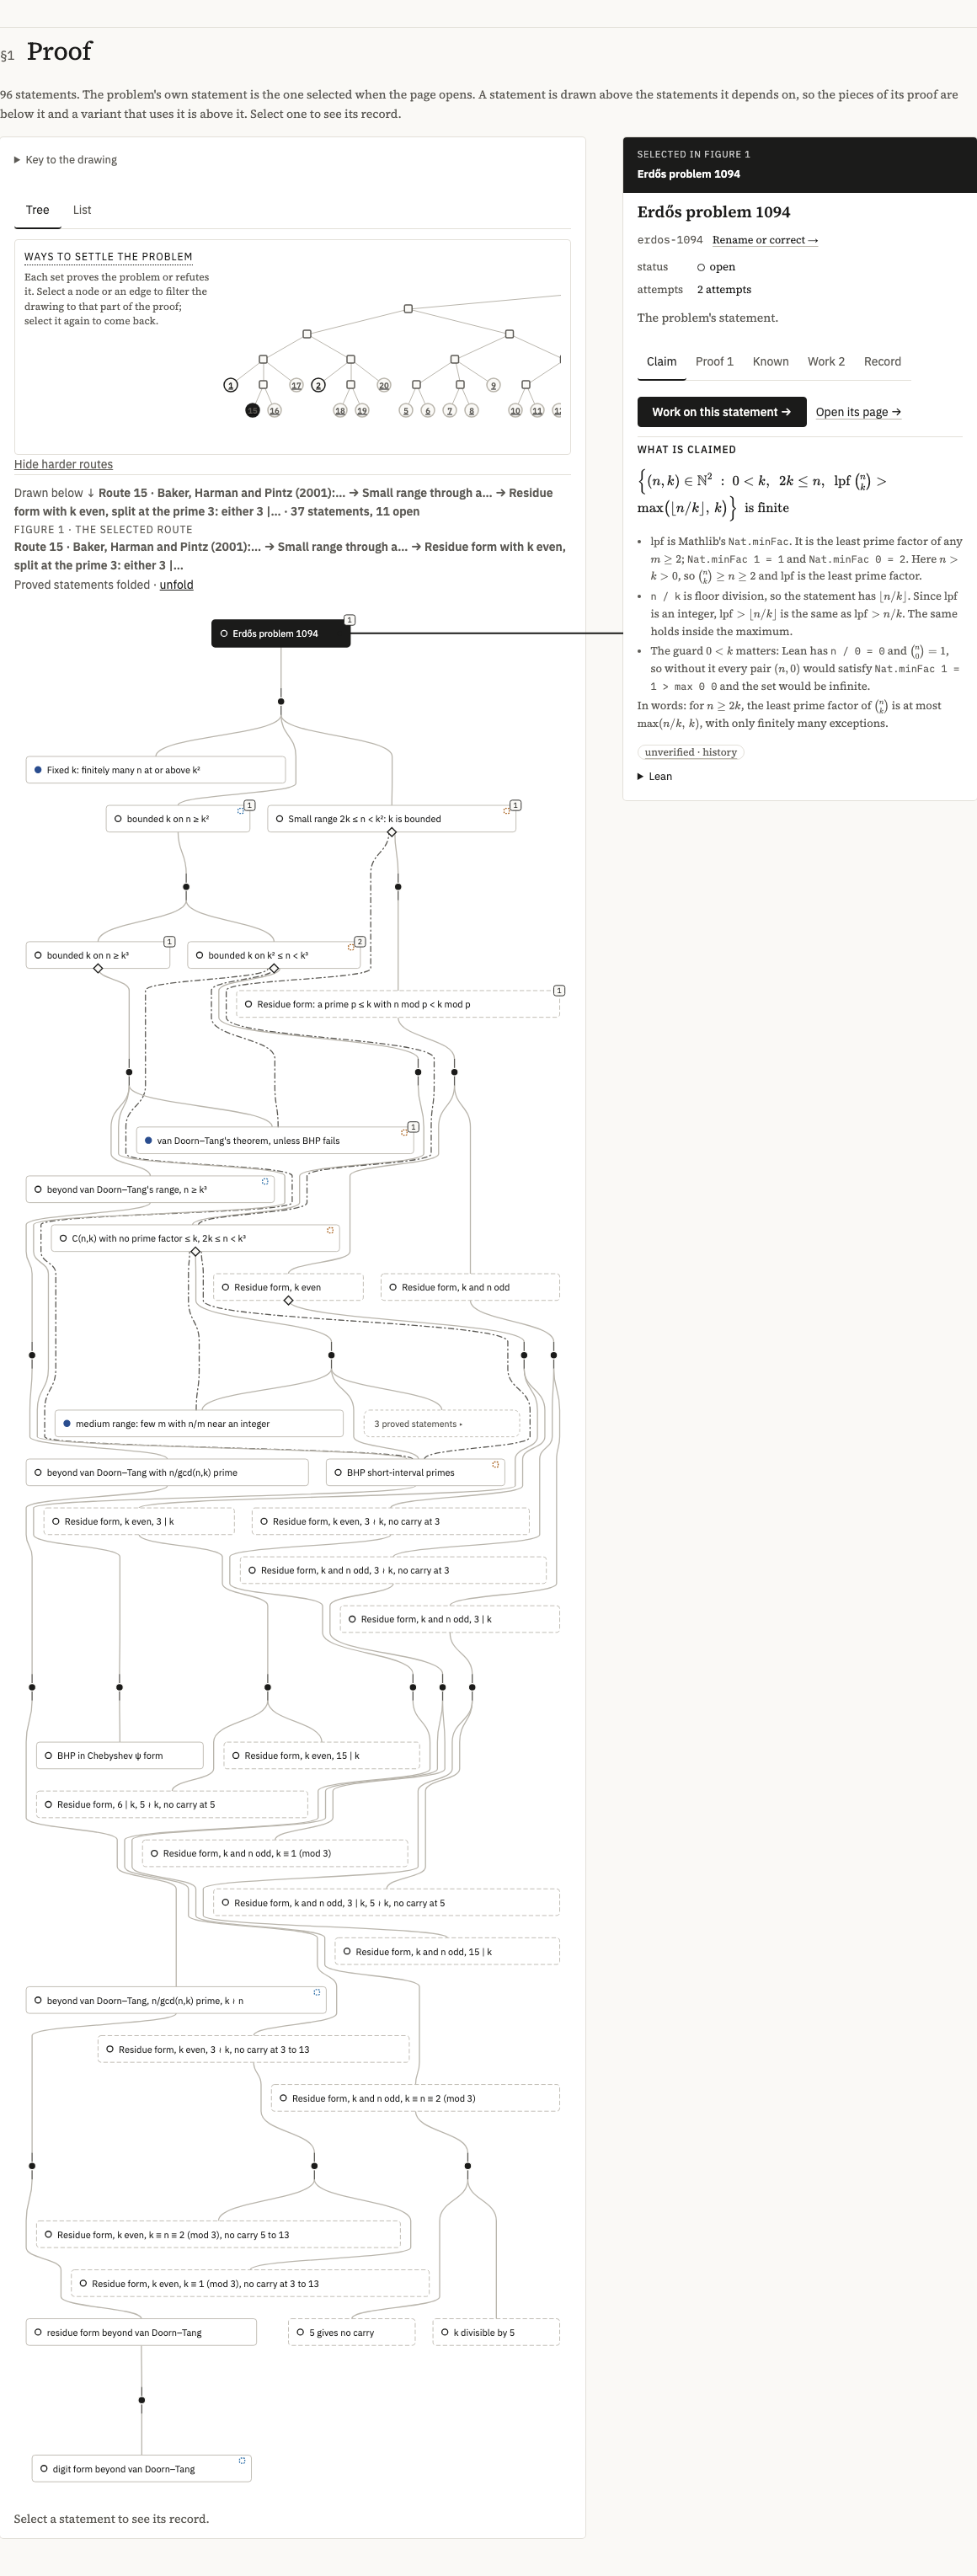 §1 Proof
96 statements. The problem's own statement is the one selected when the page opens. A statement is drawn above the statements it depends on, so the pieces of its proof are
below it and a variant that uses it is above it. Select one to see its record.
▶ Key to the drawing
Tree List
WAYS TO SETTLE THE PROBLEM
Each set proves the problem or refutes
it. Select a node or an edge to filter the
drawing to that part of the proof;
select it again to come back.
1 17 2 20 9
15 16 18 19 5 6 7 8 10 11 12
Hide harder routes
Drawn below ↓ Route 15 · Baker, Harman and Pintz (2001):... → Small range through a... → Residue
form with k even, split at the prime 3: either 3 |... · 37 statements, 11 open
FIGURE 1 · THE SELECTED ROUTE
Route 15 · Baker, Harman and Pintz (2001):... → Small range through a... → Residue form with k even,
split at the prime 3: either 3 |...
Proved statements folded · unfold
1
Erdős problem 1094
Fixed k: finitely many n at or above k²
1 1
bounded k on n ≥ k² Small range 2k ≤ n < k²: k is bounded
1 2
bounded k on n ≥ k³ bounded k on k² ≤ n < k³
1
Residue form: a prime p ≤ k with n mod p < k mod p
1
van Doorn–Tang's theorem, unless BHP fails
beyond van Doorn–Tang's range, n ≥ k³
C(n,k) with no prime factor ≤ k, 2k ≤ n < k³
Residue form, k even Residue form, k and n odd
medium range: few m with n/m near an integer 3 proved statements
beyond van Doorn–Tang with n/gcd(n,k) prime BHP short-interval primes
Residue form, k even, 3 | k Residue form, k even, 3 ∤ k, no carry at 3
Residue form, k and n odd, 3 ∤ k, no carry at 3
Residue form, k and n odd, 3 | k
BHP in Chebyshev ψ form Residue form, k even, 15 | k
Residue form, 6 | k, 5 ∤ k, no carry at 5
Residue form, k and n odd, k ≡ 1 (mod 3)
Residue form, k and n odd, 3 | k, 5 ∤ k, no carry at 5
Residue form, k and n odd, 15 | k
beyond van Doorn–Tang, n/gcd(n,k) prime, k ∤ n
Residue form, k even, 3 ∤ k, no carry at 3 to 13
Residue form, k and n odd, k ≡ n ≡ 2 (mod 3)
Residue form, k even, k ≡ n ≡ 2 (mod 3), no carry 5 to 13
Residue form, k even, k ≡ 1 (mod 3), no carry at 3 to 13
residue form beyond van Doorn–Tang 5 gives no carry k divisible by 5
digit form beyond van Doorn–Tang
Select a statement to see its record.
SELECTED IN FIGURE 1
Erdős problem 1094
Erdős problem 1094
erdos-1094 Rename or correct →
status open
attempts 2 attempts
The problem's statement.
Claim Proof 1 Known Work 2 Record
Work on this statement → Open its page →
WHAT IS CLAIMED
{(n, k) ∈ ℕ² : 0 < k, 2k ≤ n, lpf (n k) >
max(⌊n/k⌋, k)} is finite
• lpf is Mathlib's Nat.minFac. It is the least prime factor of any
m ≥ 2; Nat.minFac 1 = 1 and Nat.minFac 0 = 2. Here n >
k > 0, so (n k) ≥ n ≥ 2 and lpf is the least prime factor.
• n / k is floor division, so the statement has ⌊n/k⌋. Since lpf
is an integer, lpf > ⌊n/k⌋ is the same as lpf > n/k. The same
holds inside the maximum.
• The guard 0 < k matters: Lean has n / 0 = 0 and (n 0) = 1,
so without it every pair (n, 0) would satisfy Nat.minFac 1 =
1 > max 0 0 and the set would be infinite.
In words: for n ≥ 2k, the least prime factor of (n k) is at most
max(n/k, k), with only finitely many exceptions.
unverified · history
▶ Lean